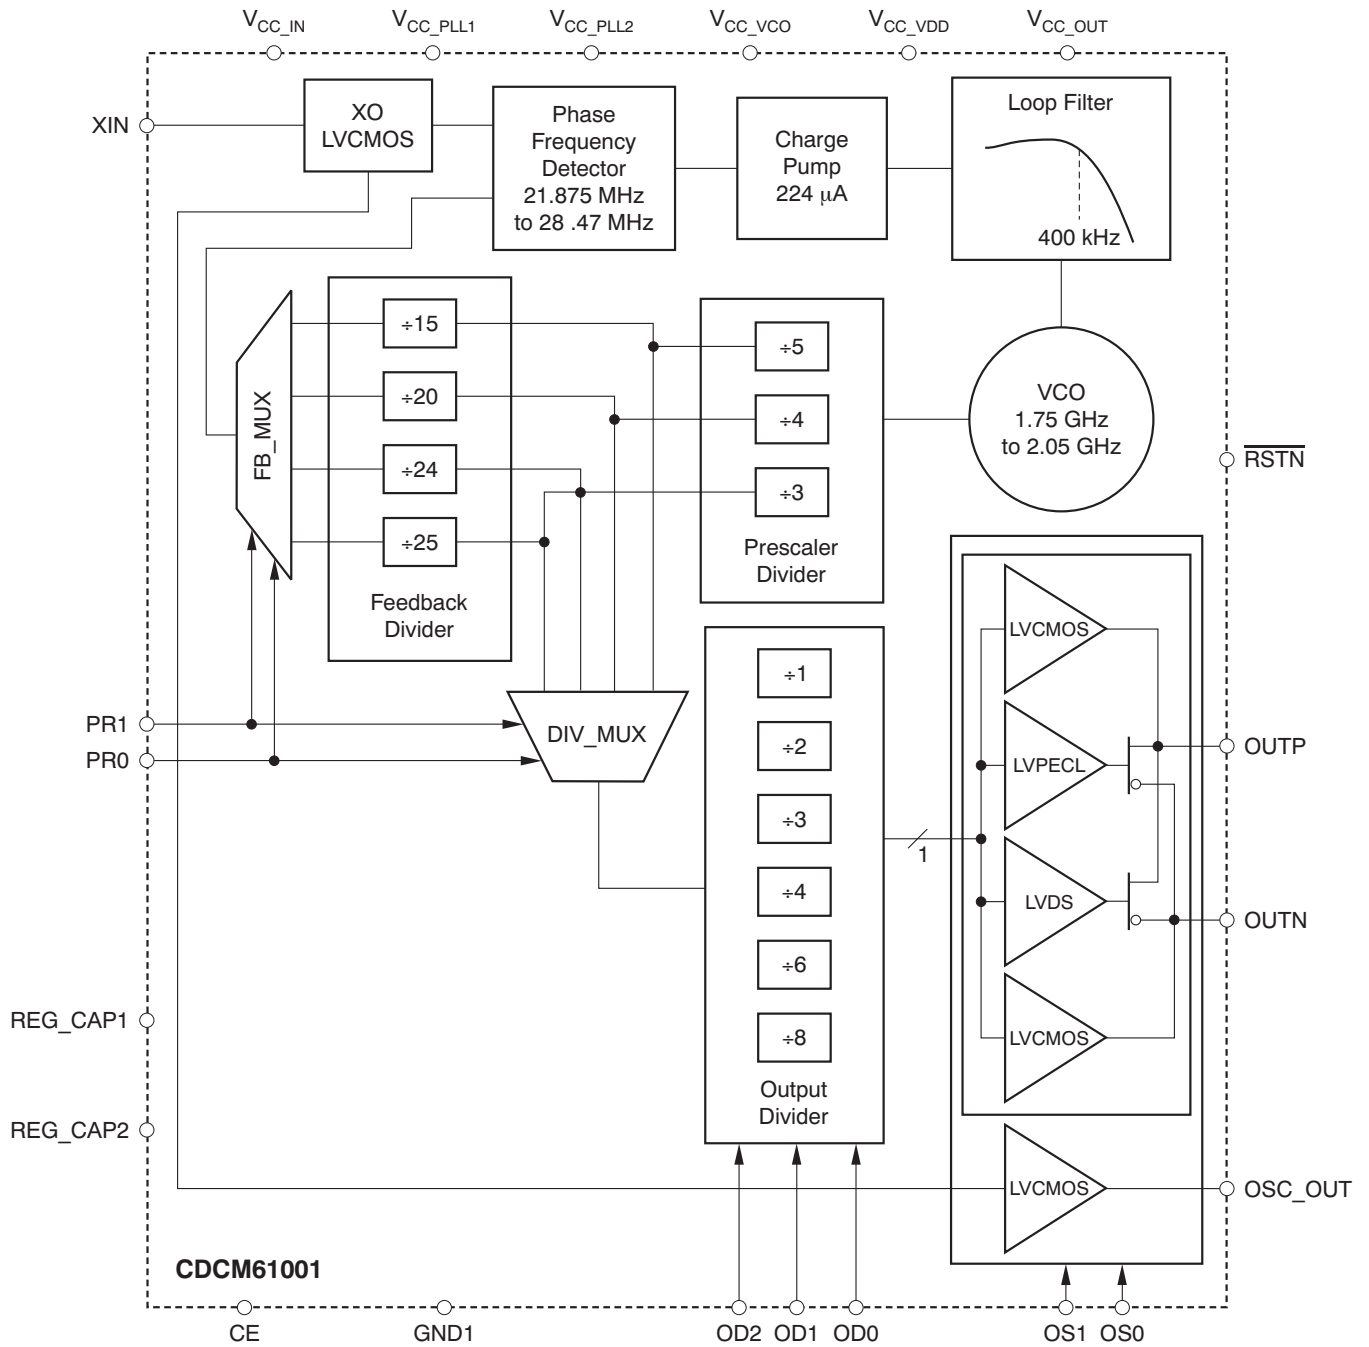 VCC_IN
VCC_PLL1
VCC_PLL2
VCC_VCO
VCC_VDD
VCC_OUT
XIN
XO
LVCMOS
Phase
Frequency
Detector
21.875 MHz
to 28 .47 MHz
Charge
Pump
224 μA
Loop Filter
400 kHz
FB_MUX
÷15
÷20
÷24
÷25
Feedback
Divider
÷5
÷4
÷3
Prescaler
Divider
VCO
1.75 GHz
to 2.05 GHz
RSTN
PR1
PR0
DIV_MUX
÷1
÷2
÷3
÷4
÷6
÷8
Output
Divider
1
LVCMOS
LVPECL
LVDS
LVCMOS
LVCMOS
OUTP
OUTN
OSC_OUT
REG_CAP1
REG_CAP2
CDCM61001
CE
GND1
OD2
OD1
OD0
OS1
OS0